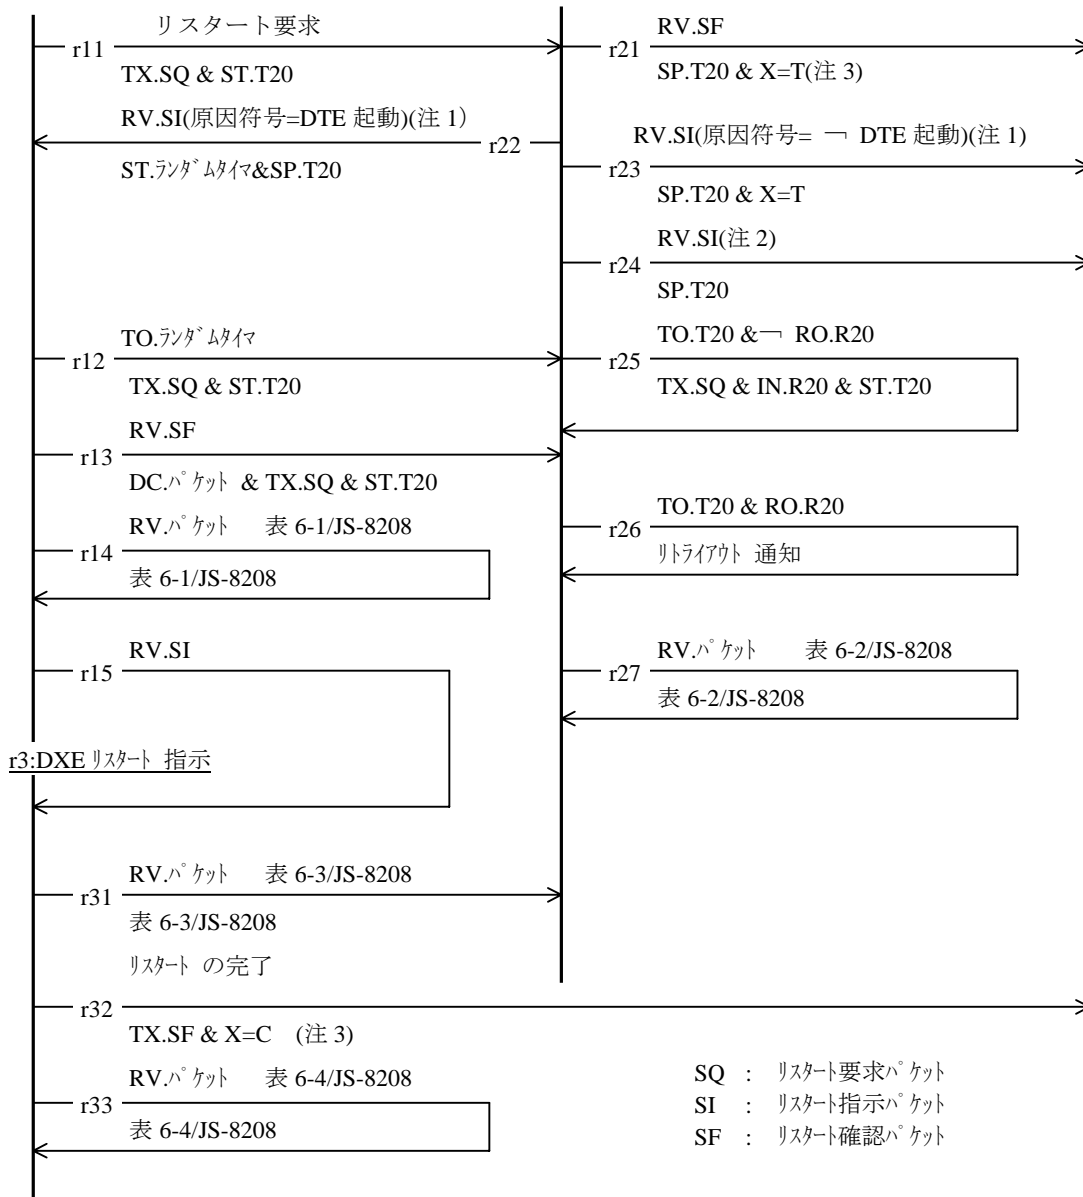 リスタート要求
r11
TX.SQ & ST.T20
RV.SF
r21
SP.T20 & X=T(注 3)
RV.SI(原因符号=DTE 起動)(注 1)
r22
ST.ランダムタイマ&SP.T20
RV.SI(原因符号= ￢ DTE 起動)(注 1)
r23
SP.T20 & X=T
RV.SI(注 2)
r24
SP.T20
TO.ランダムタイマ
r12
TX.SQ & ST.T20
TO.T20 &￢ RO.R20
r25
TX.SQ & IN.R20 & ST.T20
RV.SF
r13
DC.パケット & TX.SQ & ST.T20
RV.パケット 表 6-1/JS-8208
r14
表 6-1/JS-8208
TO.T20 & RO.R20
r26
リトライアウト 通知
RV.SI
r15
r3:DXE リスタート 指示
RV.パケット 表 6-2/JS-8208
r27
表 6-2/JS-8208
RV.パケット 表 6-3/JS-8208
r31
表 6-3/JS-8208
リスタート の完了
r32
TX.SF & X=C (注 3)
RV.パケット 表 6-4/JS-8208
r33
表 6-4/JS-8208
SQ : リスタート要求パケット
SI : リスタート指示パケット
SF : リスタート確認パケット